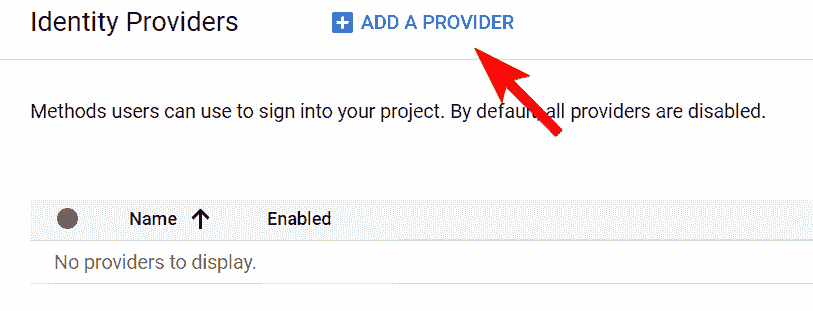 Identity Providers ADD A PROVIDER
Methods users can use to sign into your project. By default, all providers are disabled.
Name Enabled
No providers to display.